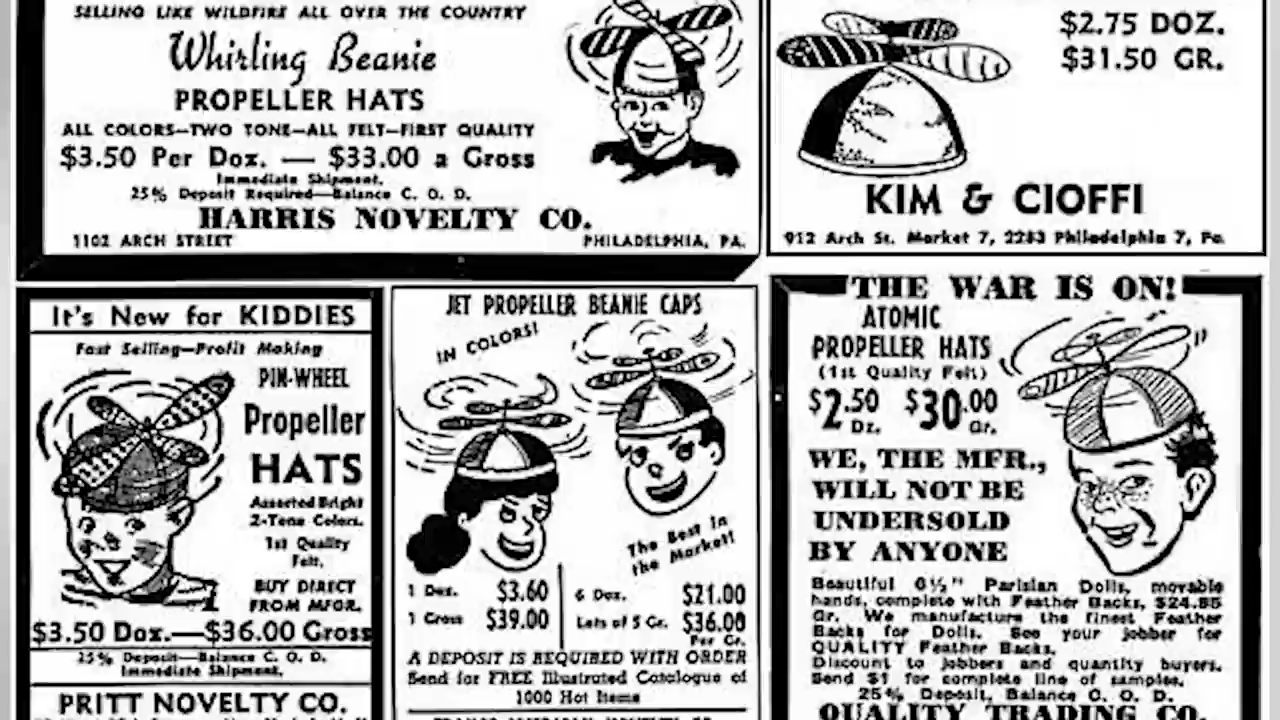 SELLING LIKE WILDFIRE ALL OVER THE COUNTRY
Whirling Beanie
PROPELLER HATS
ALL COLORS—TWO TONE—ALL FELT—FIRST QUALITY
$3.50 Per Doz. — $33.00 a Gross
Immediate Shipment.
25% Deposit Required—Balance C. O. D.
HARRIS NOVELTY CO.
1102 ARCH STREET PHILADELPHIA, PA.
$2.75 DOZ.
$31.50 GR.
KIM & CIOFFI
912 Arch St. Market 7, 2283 Philadelphia 7, Pa.
It's New for KIDDIES
Fast Selling—Profit Making
PIN-WHEEL
Propeller
HATS
Assorted Bright
2-Tone Colors.
1st Quality
Felt.
BUY DIRECT
FROM MFGR.
$3.50 Doz.—$36.00 Gross
25% Deposit—Balance C. O. D.
Immediate Shipment.
PRITT NOVELTY CO.
JET PROPELLER BEANIE CAPS
IN COLORS!
The Best in
the Market!
1 Doz. $3.60
1 Gross $39.00
6 Doz. $21.00
Lots of 5 Gr. $36.00
Per Gr.
A DEPOSIT IS REQUIRED WITH ORDER
Send for FREE Illustrated Catalogue of
1000 Hot Items
THE WAR IS ON!
ATOMIC
PROPELLER HATS
(1st Quality Felt)
$2.50 $30.00
Dz. Gr.
WE, THE MFR.,
WILL NOT BE
UNDERSOLD
BY ANYONE
Beautiful 6½" Parisian Dolls, movable
hands, complete with Feather Backs, $24.85
Gr. We manufacture the finest Feather
Backs for Dolls. See your jobber for
QUALITY Feather Backs.
Discount to jobbers and quantity buyers.
Send $1 for complete line of samples.
25% Deposit, Balance C. O. D.
QUALITY TRADING CO.